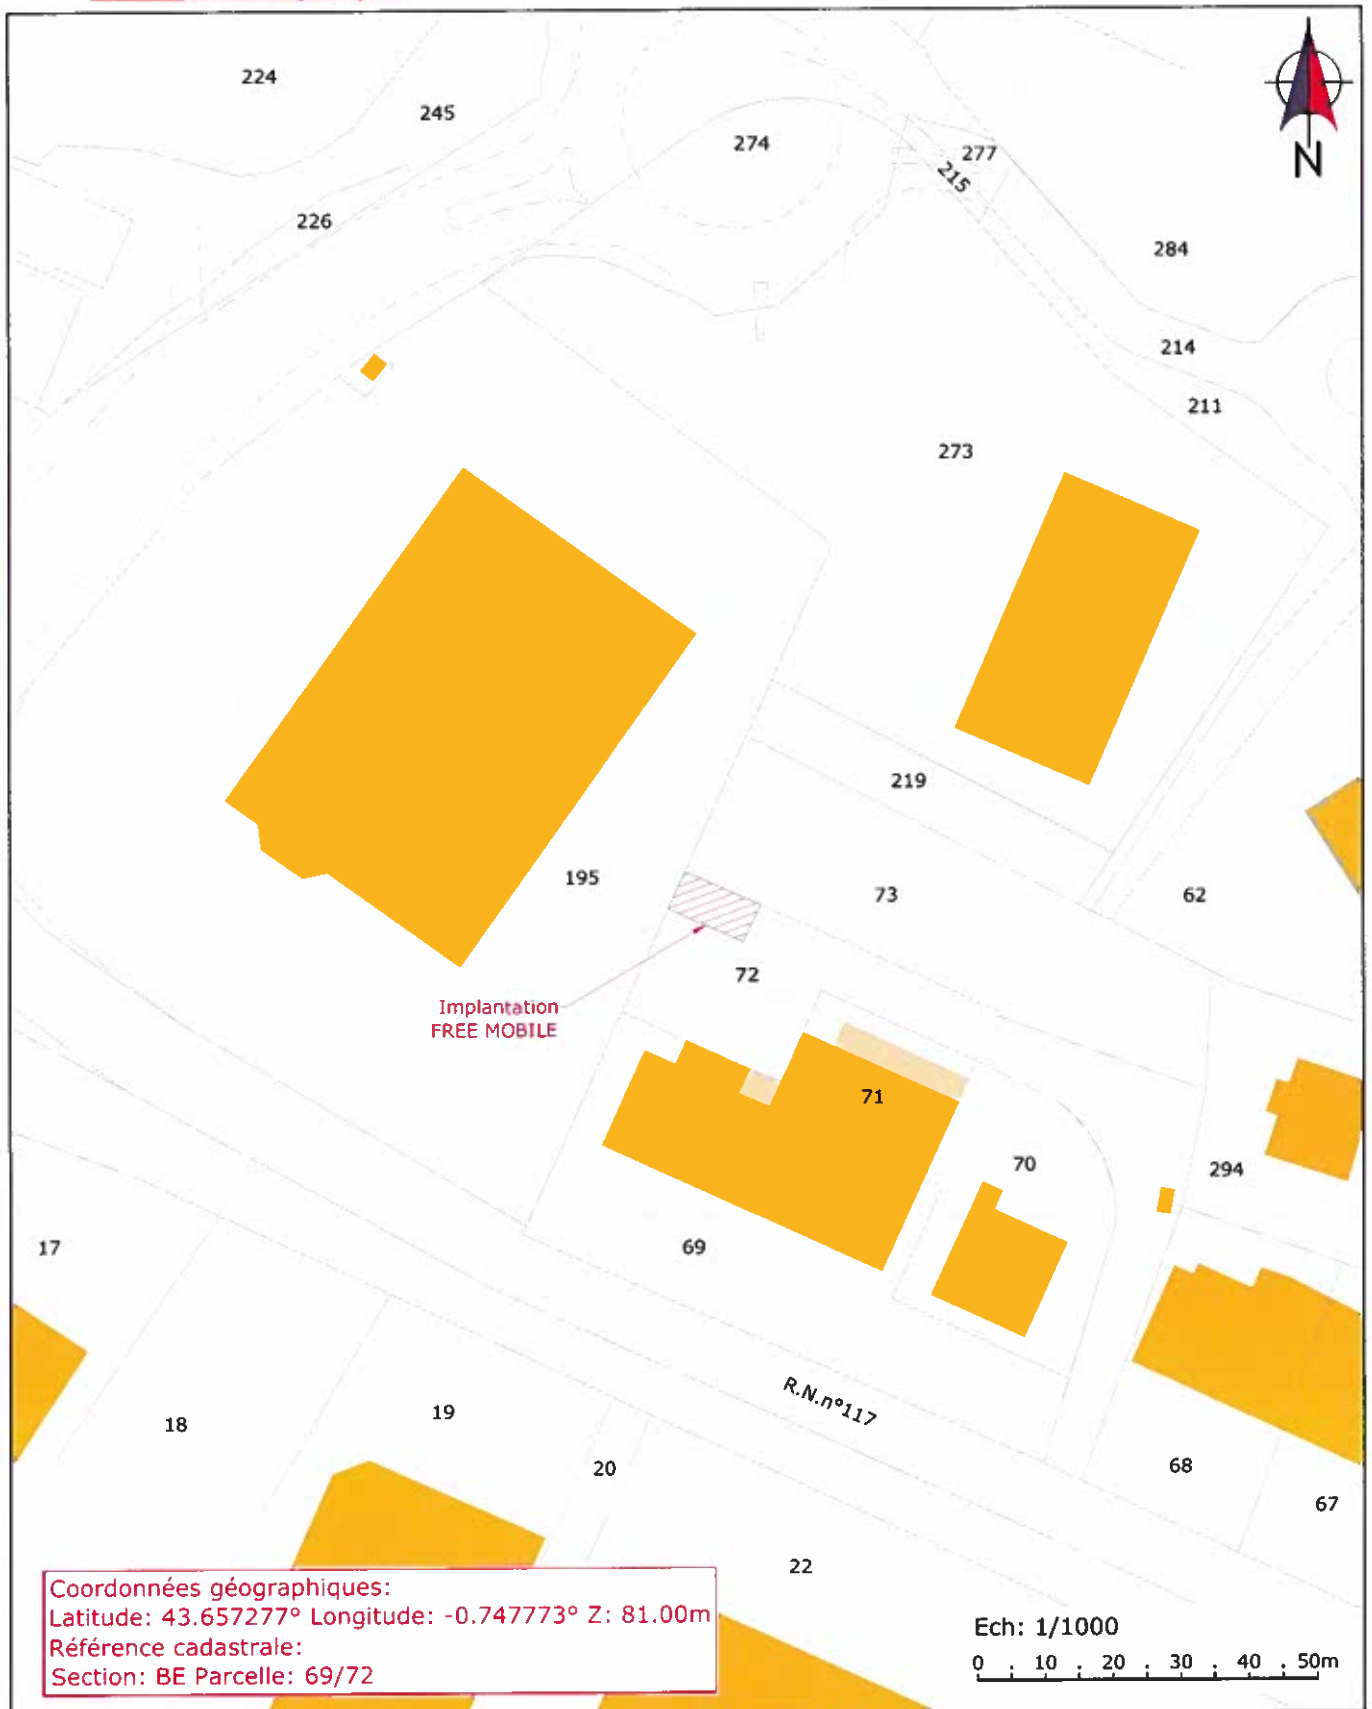 224
245
274
277
215
N
226
284
214
211
273
219
195
73
62
72
Implantation
FREE MOBILE
71
70
294
17
69
R.N.n°117
18
19
20
68
67
22
Coordonnées géographiques:
Latitude: 43.657277° Longitude: -0.747773° Z: 81.00m
Référence cadastrale:
Section: BE Parcelle: 69/72
Ech: 1/1000
0 10 20 30 40 50m